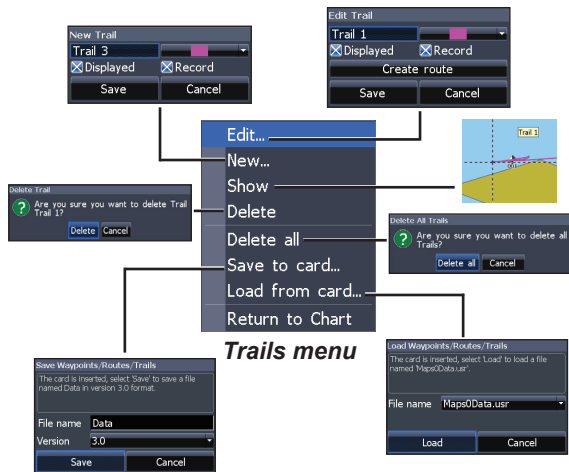 New Trail
Trail 3
Displayed
Record
Save
Cancel
Edit Trail
Trail 1
Displayed
Record
Create route
Save
Cancel
Edit...
New...
Show
Delete
Delete all
Save to card...
Load from card...
Return to Chart
Trails menu
Trail 1
001
Delete Trail
Are you sure you want to delete Trail
Trail 1?
Delete
Cancel
Delete All Trails
Are you sure you want to delete all
Trails?
Delete all
Cancel
Save Waypoints/Routes/Trails
The card is inserted, select 'Save' to save a file
named Data in version 3.0 format.
File name
Data
Version
3.0
Save
Cancel
Load Waypoints/Routes/Trails
The card is inserted, select 'Load' to load a file
named 'Maps0Data.usr'.
File name
Maps0Data.usr
Load
Cancel